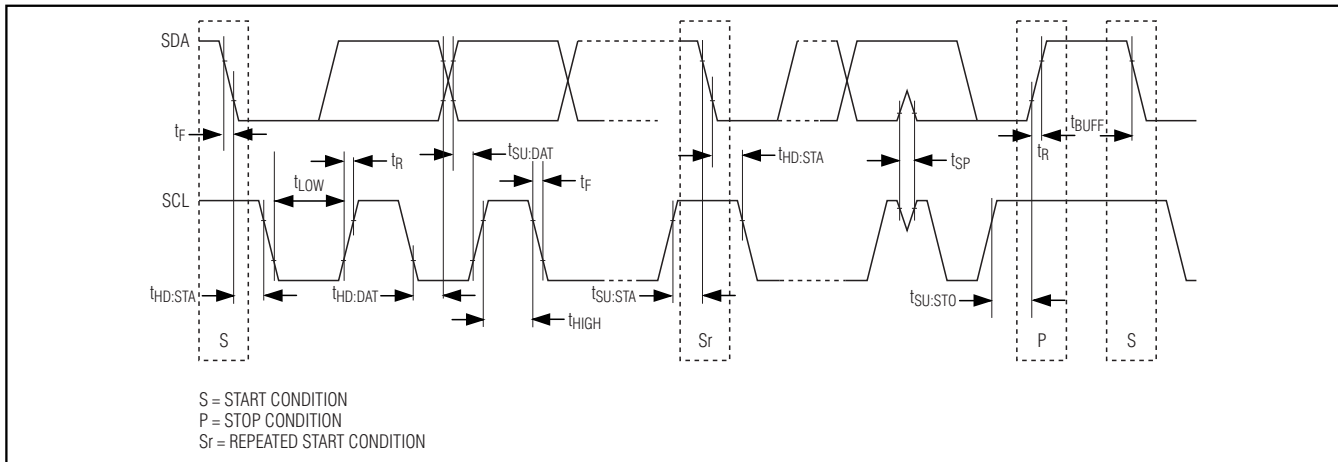 SDA
tF
tR
tSU:DAT
tF
tHD:STA
tSP
tR
tBUFF
tLOW
SCL
tHD:STA
tHD:DAT
tHIGH
tSU:STA
tSU:STO
S
Sr
P
S
S = START CONDITION
P = STOP CONDITION
Sr = REPEATED START CONDITION